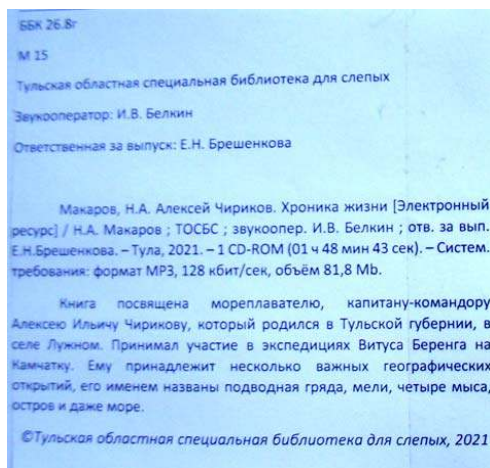 ББК 26.8г
М 15
Тульская областная специальная библиотека для слепых
Звукооператор: И.В. Белкин
Ответственная за выпуск: Е.Н. Брешенкова
Макаров, Н.А. Алексей Чириков. Хроника жизни [Электронный
ресурс] / Н.А. Макаров ; ТОСБС ; звукоопер. И.В. Белкин ; отв. за вып.
Е.Н.Брешенкова. – Тула, 2021. – 1 CD-ROM (01 ч 48 мин 43 сек). – Систем.
требования: формат МР3, 128 кбит/сек, объём 81,8 Mb.
Книга посвящена мореплавателю, капитану-командору
Алексею Ильичу Чирикову, который родился в Тульской губернии, в
селе Лужном. Принимал участие в экспедициях Витуса Беренга на
Камчатку. Ему принадлежит несколько важных географических
открытий, его именем названы подводная гряда, мели, четыре мыса,
остров и даже море.
©Тульская областная специальная библиотека для слепых, 2021